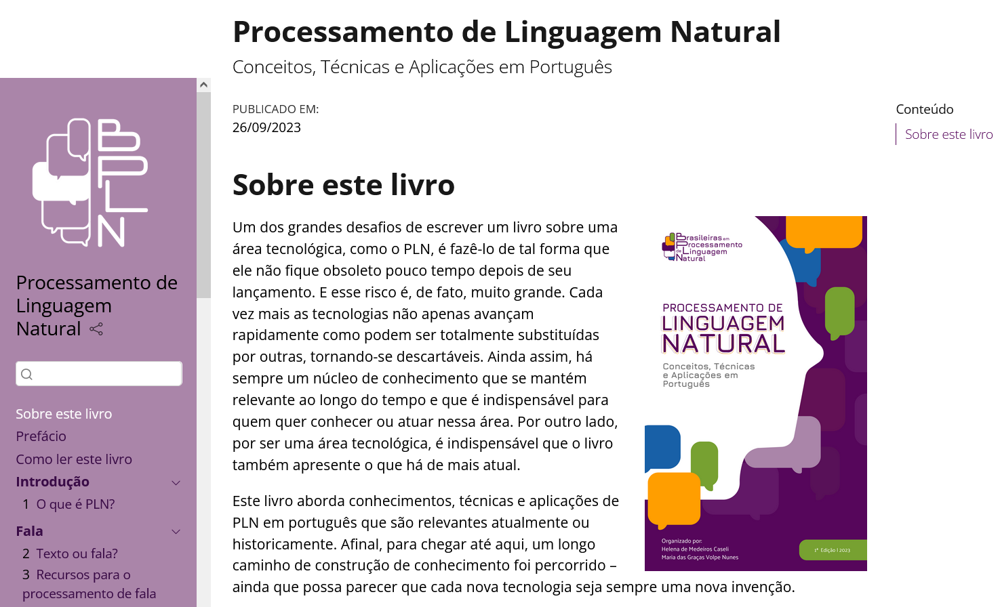 Processamento de Linguagem Natural
Conceitos, Técnicas e Aplicações em Português
PUBLICADO EM:
26/09/2023
BPLN
Processamento de
Linguagem
Natural
Sobre este livro
Prefácio
Como ler este livro
Introdução
1 O que é PLN?
Fala
2 Texto ou fala?
3 Recursos para o
processamento de fala
Sobre este livro
Um dos grandes desafios de escrever um livro sobre uma
área tecnológica, como o PLN, é fazê-lo de tal forma que
ele não fique obsoleto pouco tempo depois de seu
lançamento. E esse risco é, de fato, muito grande. Cada
vez mais as tecnologias não apenas avançam
rapidamente como podem ser totalmente substituídas
por outras, tornando-se descartáveis. Ainda assim, há
sempre um núcleo de conhecimento que se mantém
relevante ao longo do tempo e que é indispensável para
quem quer conhecer ou atuar nessa área. Por outro lado,
por ser uma área tecnológica, é indispensável que o livro
também apresente o que há de mais atual.
Este livro aborda conhecimentos, técnicas e aplicações de
PLN em português que são relevantes atualmente ou
historicamente. Afinal, para chegar até aqui, um longo
caminho de construção de conhecimento foi percorrido –
ainda que possa parecer que cada nova tecnologia seja sempre uma nova invenção.
Brasileiras em
Processamento
de Linguagem
Natural
PROCESSAMENTO DE
LINGUAGEM
NATURAL
Conceitos, Técnicas
e Aplicações em
Português
Organizado por:
Helena de Medeiros Caseli
Maria das Graças Volpe Nunes
1ª Edição | 2023
Conteúdo
Sobre este livro